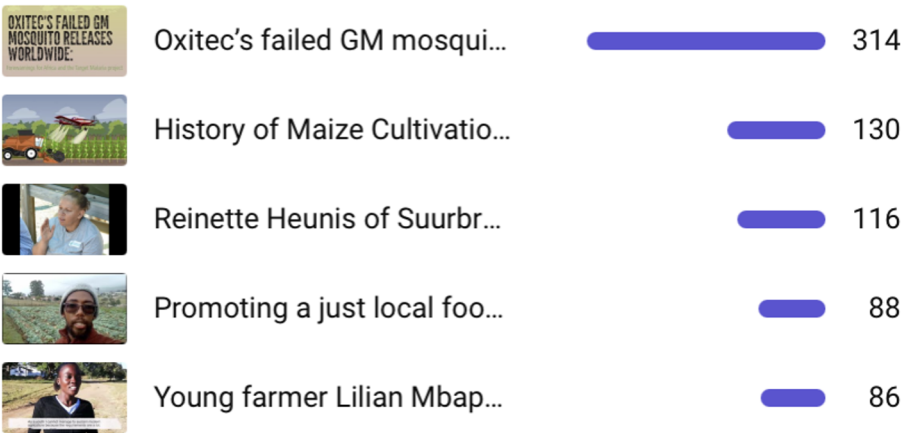 OXITEC'S FAILED GM
MOSQUITO RELEASES
WORLDWIDE:
Oxitec’s failed GM mosqui... 314
History of Maize Cultivatio... 130
Reinette Heunis of Suurbr... 116
Promoting a just local foo... 88
Young farmer Lilian Mbap... 86